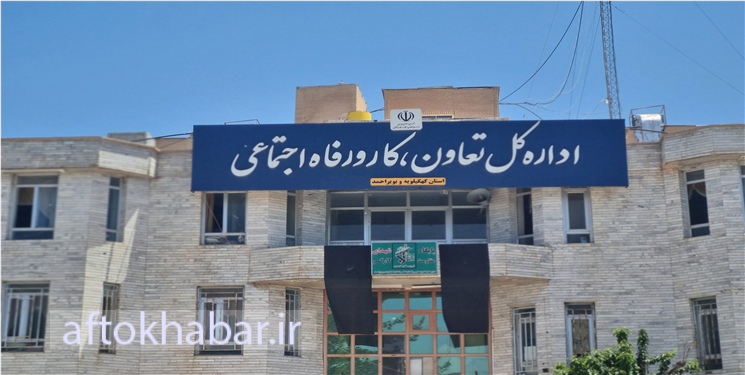 اداره کل تعاون، کار و رفاه اجتماعی
استان کهگیلویه و بویراحمد
aftokhabar.ir